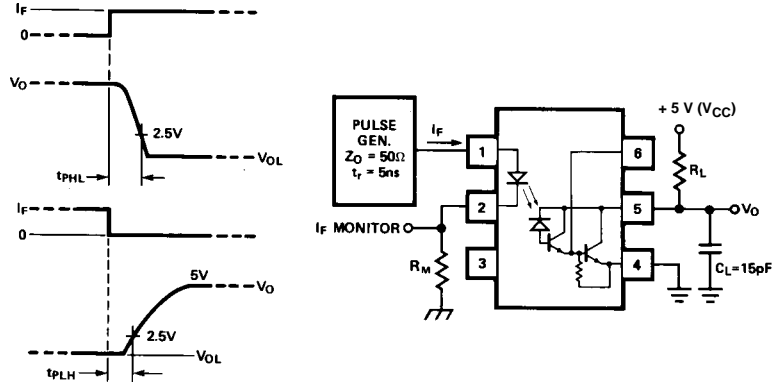 IF
0
VO
2.5V
VOL
tPHL
IF
0
5V
VO
2.5V
VOL
tPLH
PULSE
GEN.
ZO = 50Ω
tr = 5ns
IF
1
2
3
IF MONITOR
RM
6
5
4
+ 5 V (VCC)
RL
VO
CL=15pF